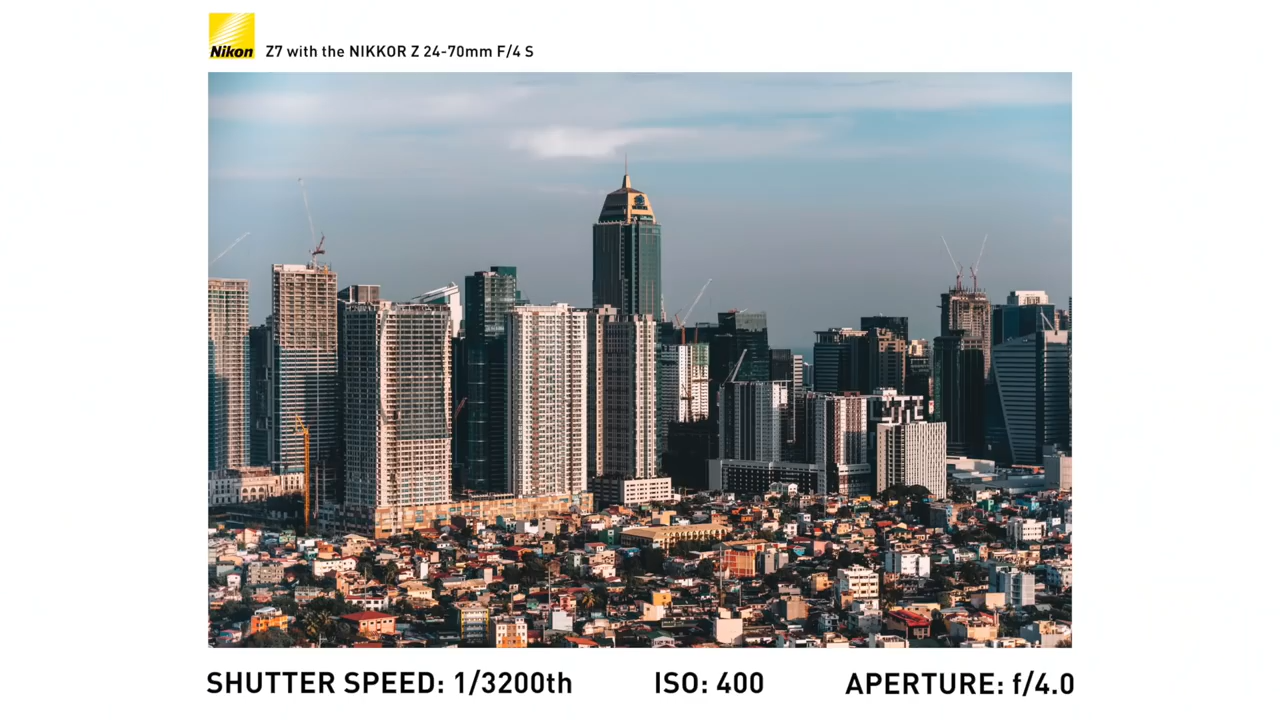 Nikon
Z7 with the NIKKOR Z 24-70mm F/4 S
SHUTTER SPEED: 1/3200th
ISO: 400
APERTURE: f/4.0